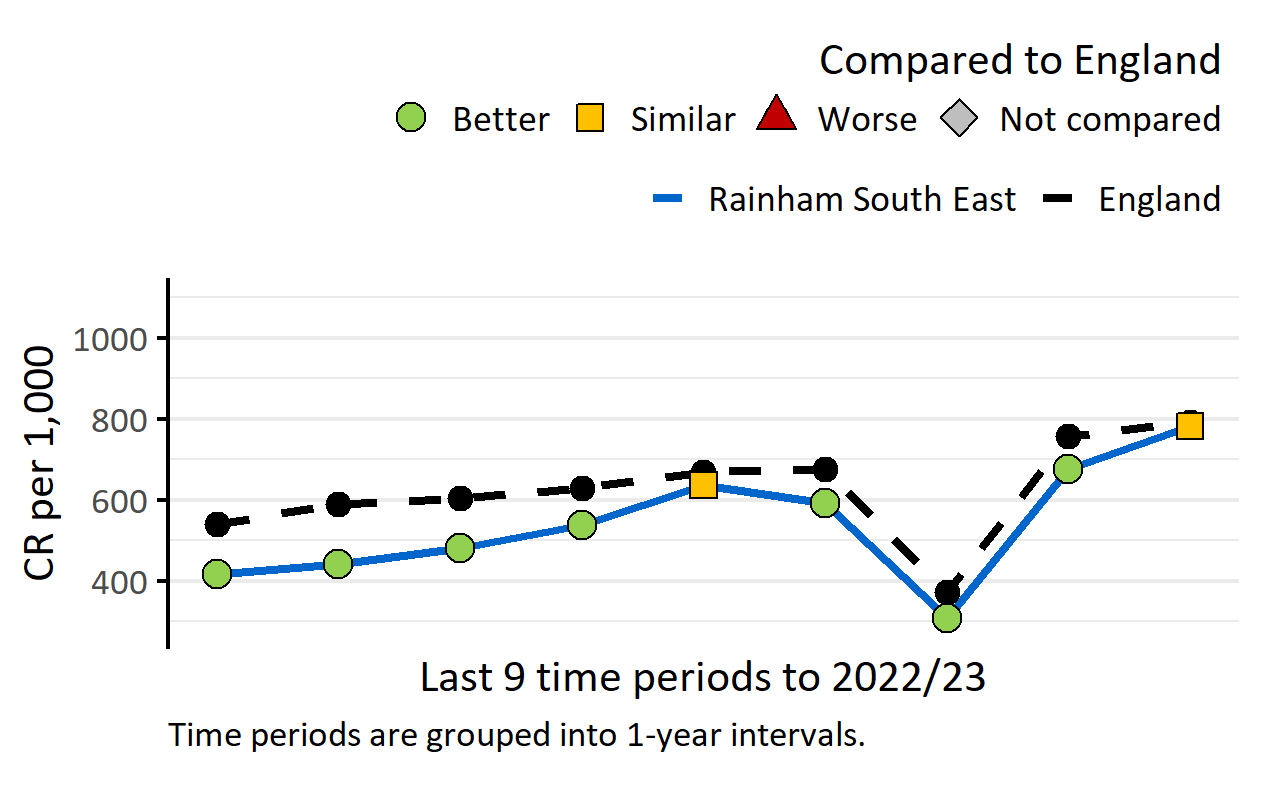 Compared to England
Better Similar Worse Not compared
Rainham South East England
CR per 1,000
1000
800
600
400
Last 9 time periods to 2022/23
Time periods are grouped into 1-year intervals.